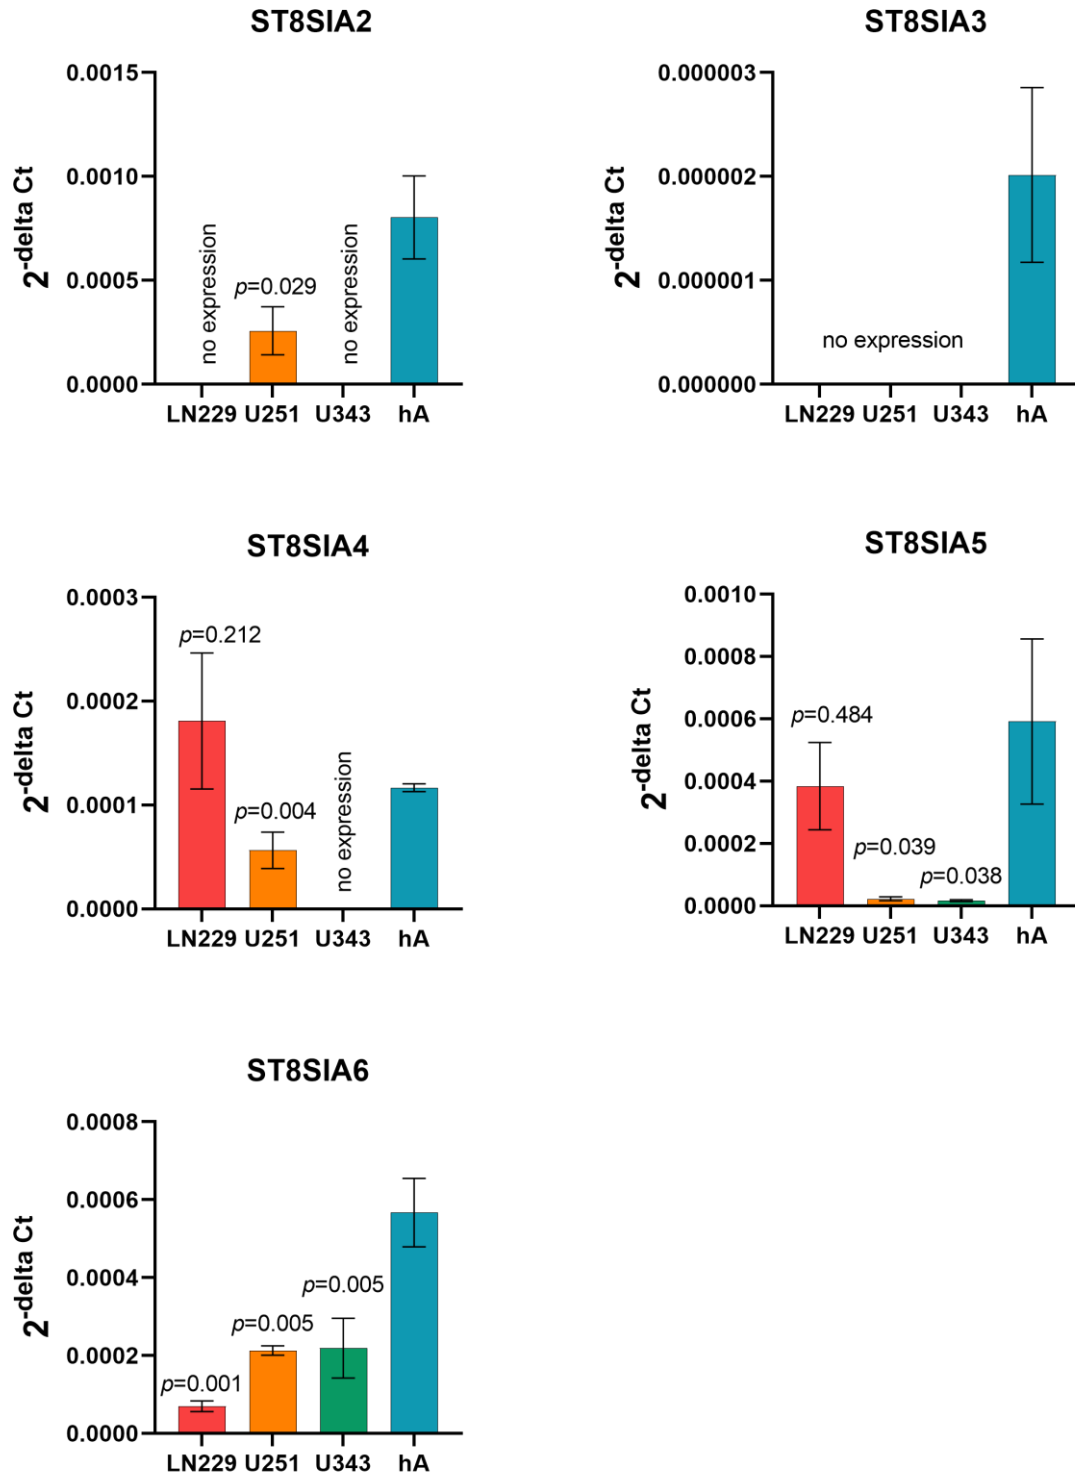 ST8SIA2
0.0015
0.0010
0.0005
0.0000
2-delta Ct
no expression
p=0.029
no expression
LN229 U251 U343 hA
ST8SIA3
0.000003
0.000002
0.000001
0.000000
2-delta Ct
no expression
LN229 U251 U343 hA
ST8SIA4
0.0003
0.0002
0.0001
0.0000
2-delta Ct
p=0.212
p=0.004
no expression
LN229 U251 U343 hA
ST8SIA5
0.0010
0.0008
0.0006
0.0004
0.0002
0.0000
2-delta Ct
p=0.484
p=0.039
p=0.038
LN229 U251 U343 hA
ST8SIA6
0.0008
0.0006
0.0004
0.0002
0.0000
2-delta Ct
p=0.001
p=0.005
p=0.005
LN229 U251 U343 hA